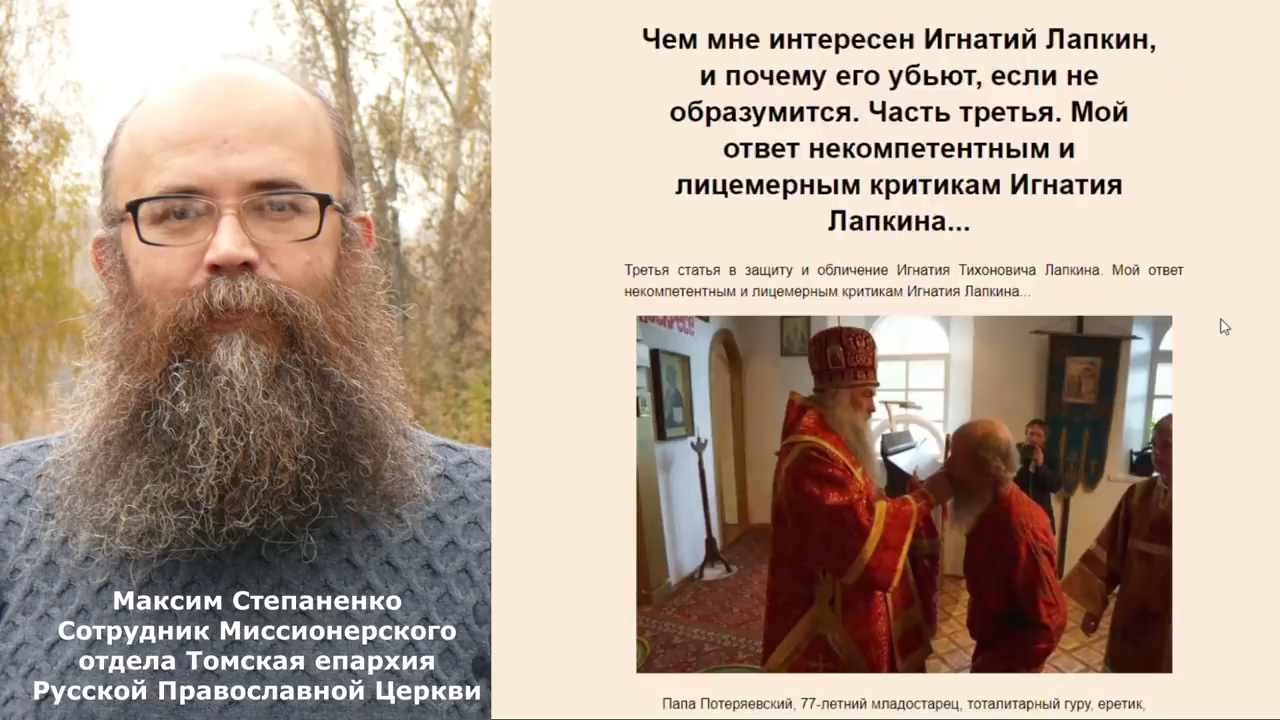 Чем мне интересен Игнатий Лапкин,
и почему его убьют, если не
образумится. Часть третья. Мой
ответ некомпетентным и
лицемерным критикам Игнатия
Лапкина...
Третья статья в защиту и обличение Игнатия Тихоновича Лапкина. Мой ответ
некомпетентным и лицемерным критикам Игнатия Лапкина...
Папа Потеряевский, 77-летний младостарец, тоталитарный гуру, еретик,
Максим Степаненко
Сотрудник Миссионерского
отдела Томская епархия
Русской Православной Церкви